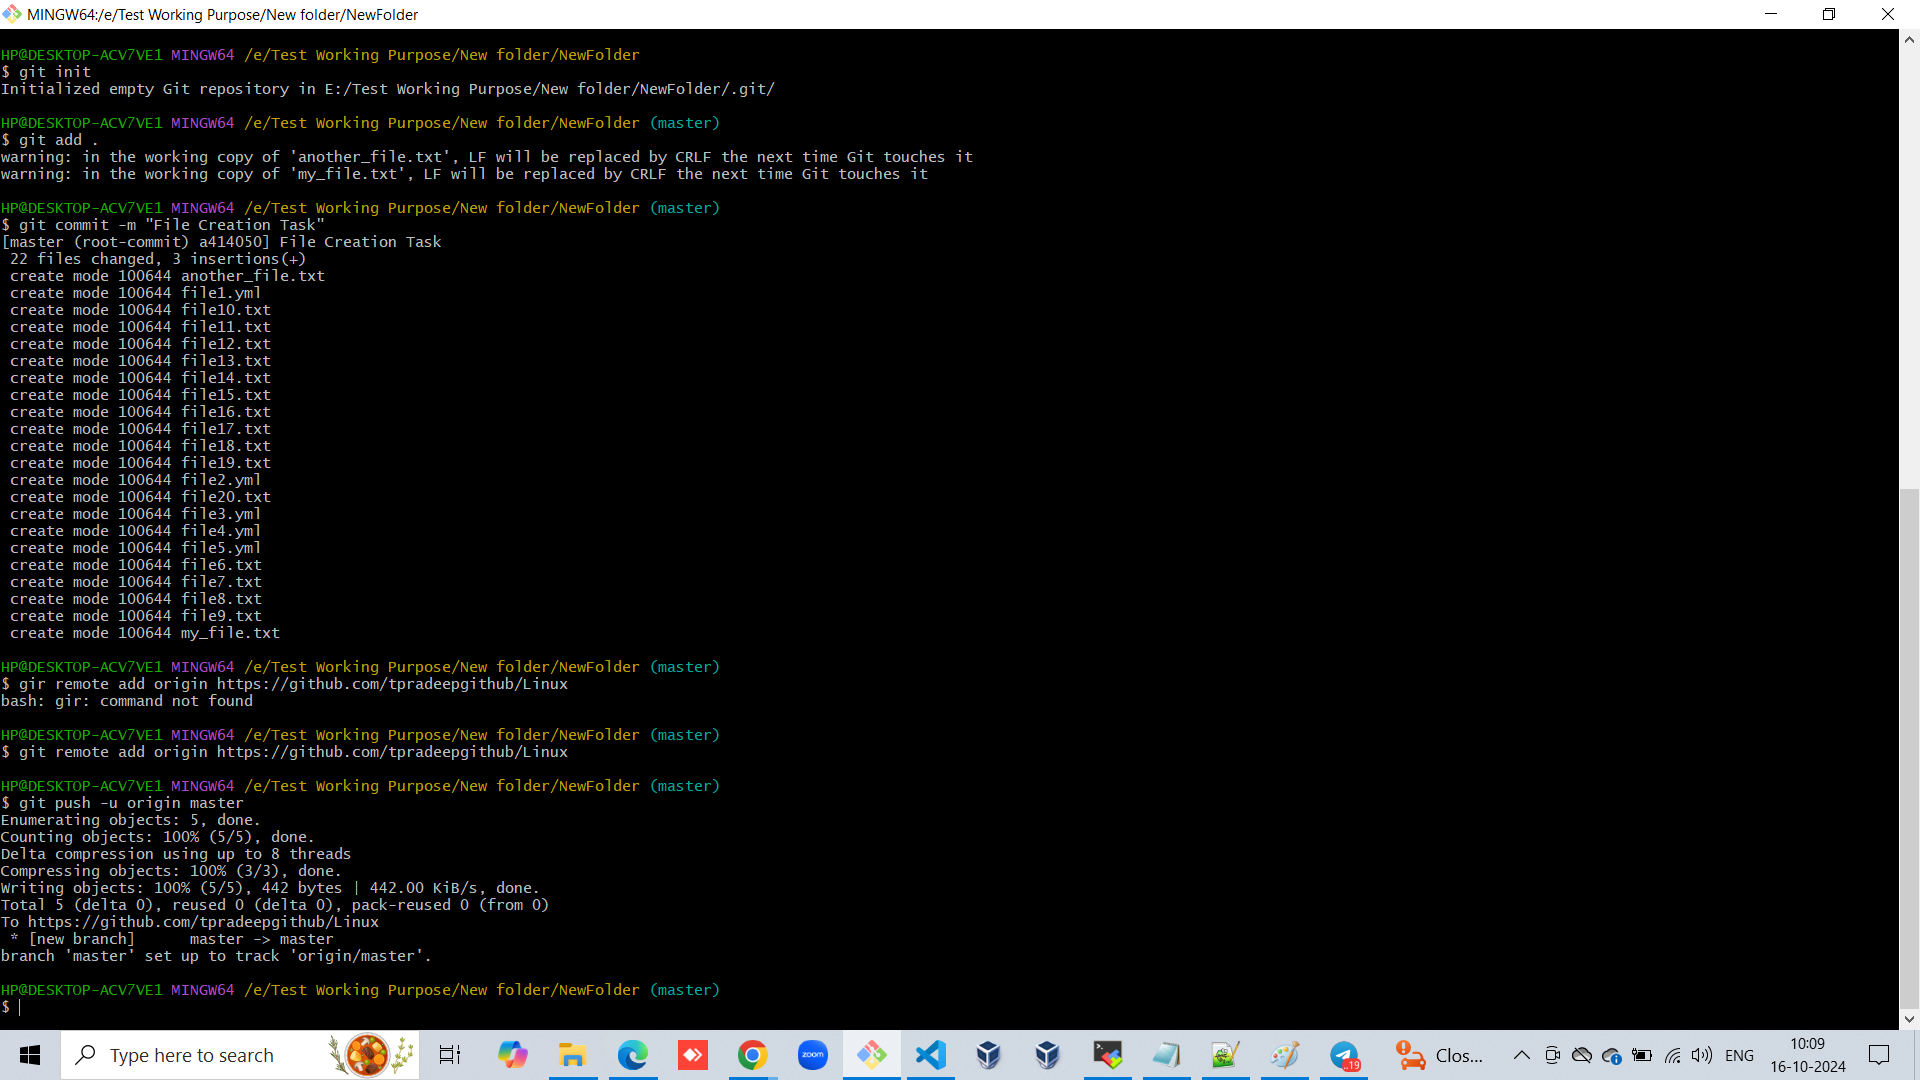 MINGW64:/e/Test Working Purpose/New folder/NewFolder
HP@DESKTOP-ACV7VE1 MINGW64 /e/Test Working Purpose/New folder/NewFolder
$ git init
Initialized empty Git repository in E:/Test Working Purpose/New folder/NewFolder/.git/
HP@DESKTOP-ACV7VE1 MINGW64 /e/Test Working Purpose/New folder/NewFolder (master)
$ git add .
warning: in the working copy of 'another_file.txt', LF will be replaced by CRLF the next time Git touches it
warning: in the working copy of 'my_file.txt', LF will be replaced by CRLF the next time Git touches it
HP@DESKTOP-ACV7VE1 MINGW64 /e/Test Working Purpose/New folder/NewFolder (master)
$ git commit -m "File Creation Task"
[master (root-commit) a414050] File Creation Task
22 files changed, 3 insertions(+)
create mode 100644 another_file.txt
create mode 100644 file1.yml
create mode 100644 file10.txt
create mode 100644 file11.txt
create mode 100644 file12.txt
create mode 100644 file13.txt
create mode 100644 file14.txt
create mode 100644 file15.txt
create mode 100644 file16.txt
create mode 100644 file17.txt
create mode 100644 file18.txt
create mode 100644 file19.txt
create mode 100644 file2.yml
create mode 100644 file20.txt
create mode 100644 file3.yml
create mode 100644 file4.yml
create mode 100644 file5.yml
create mode 100644 file6.txt
create mode 100644 file7.txt
create mode 100644 file8.txt
create mode 100644 file9.txt
create mode 100644 my_file.txt
HP@DESKTOP-ACV7VE1 MINGW64 /e/Test Working Purpose/New folder/NewFolder (master)
$ gir remote add origin https://github.com/tpradeepgithub/Linux
bash: gir: command not found
HP@DESKTOP-ACV7VE1 MINGW64 /e/Test Working Purpose/New folder/NewFolder (master)
$ git remote add origin https://github.com/tpradeepgithub/Linux
HP@DESKTOP-ACV7VE1 MINGW64 /e/Test Working Purpose/New folder/NewFolder (master)
$ git push -u origin master
Enumerating objects: 5, done.
Counting objects: 100% (5/5), done.
Delta compression using up to 8 threads
Compressing objects: 100% (3/3), done.
Writing objects: 100% (5/5), 442 bytes | 442.00 KiB/s, done.
Total 5 (delta 0), reused 0 (delta 0), pack-reused 0 (from 0)
To https://github.com/tpradeepgithub/Linux
* [new branch]      master -> master
branch 'master' set up to track 'origin/master'.
HP@DESKTOP-ACV7VE1 MINGW64 /e/Test Working Purpose/New folder/NewFolder (master)
$
Type here to search
zoom
..19
Clos...
ENG
10:09
16-10-2024